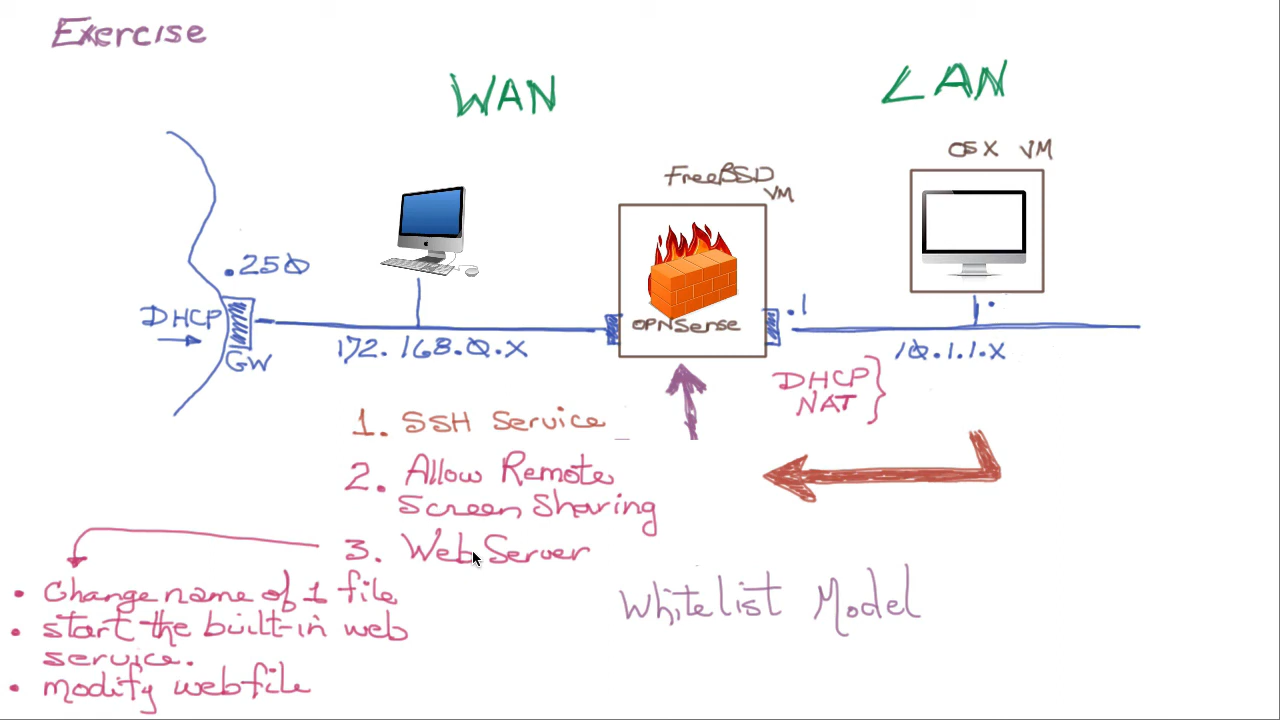 Exercise
WAN
LAN
OSX VM
FreeBSD
VM
.250
DHCP
GW
172.168.0.X
OPNSense
.1
10.1.1.X
DHCP
NAT
1. SSH Service
2. Allow Remote
Screen Sharing
3. Web Server
• Change name of 1 file
• start the built-in web
service.
• modify webfile
Whitelist Model